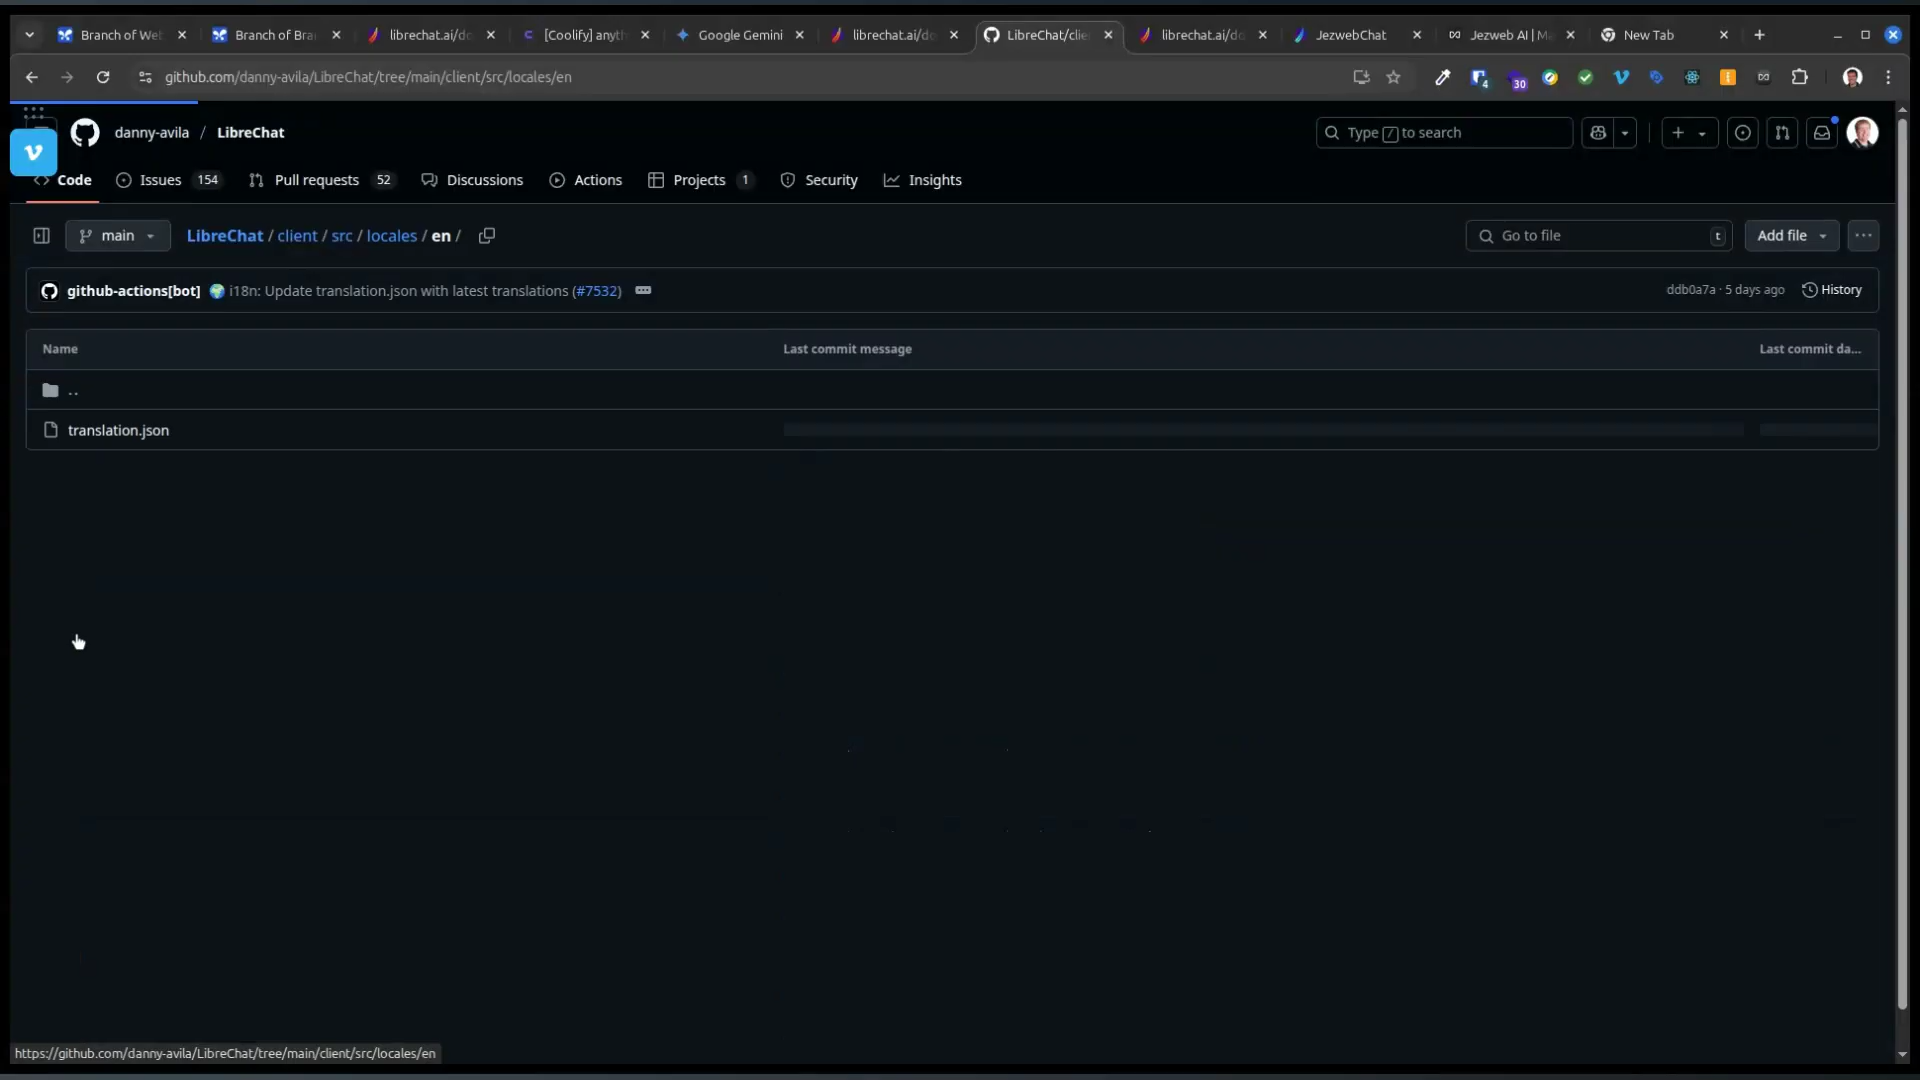 Branch of We
Branch of Bra
librechat.ai/do
[Coolify] anyth
Google Gemini
librechat.ai/do
LibreChat/clie
librechat.ai/do
JezwebChat
Jezweb AI | M
New Tab
github.com/danny-avila/LibreChat/tree/main/client/src/locales/en
4
30
danny-avila / LibreChat
Type / to search
Code
Issues 154
Pull requests 52
Discussions
Actions
Projects 1
Security
Insights
main
LibreChat / client / src / locales / en /
Go to file t
Add file
github-actions[bot] i18n: Update translation.json with latest translations (#7532)
ddb0a7a · 5 days ago
History
Name
Last commit message
Last commit da...
..
translation.json
https://github.com/danny-avila/LibreChat/tree/main/client/src/locales/en